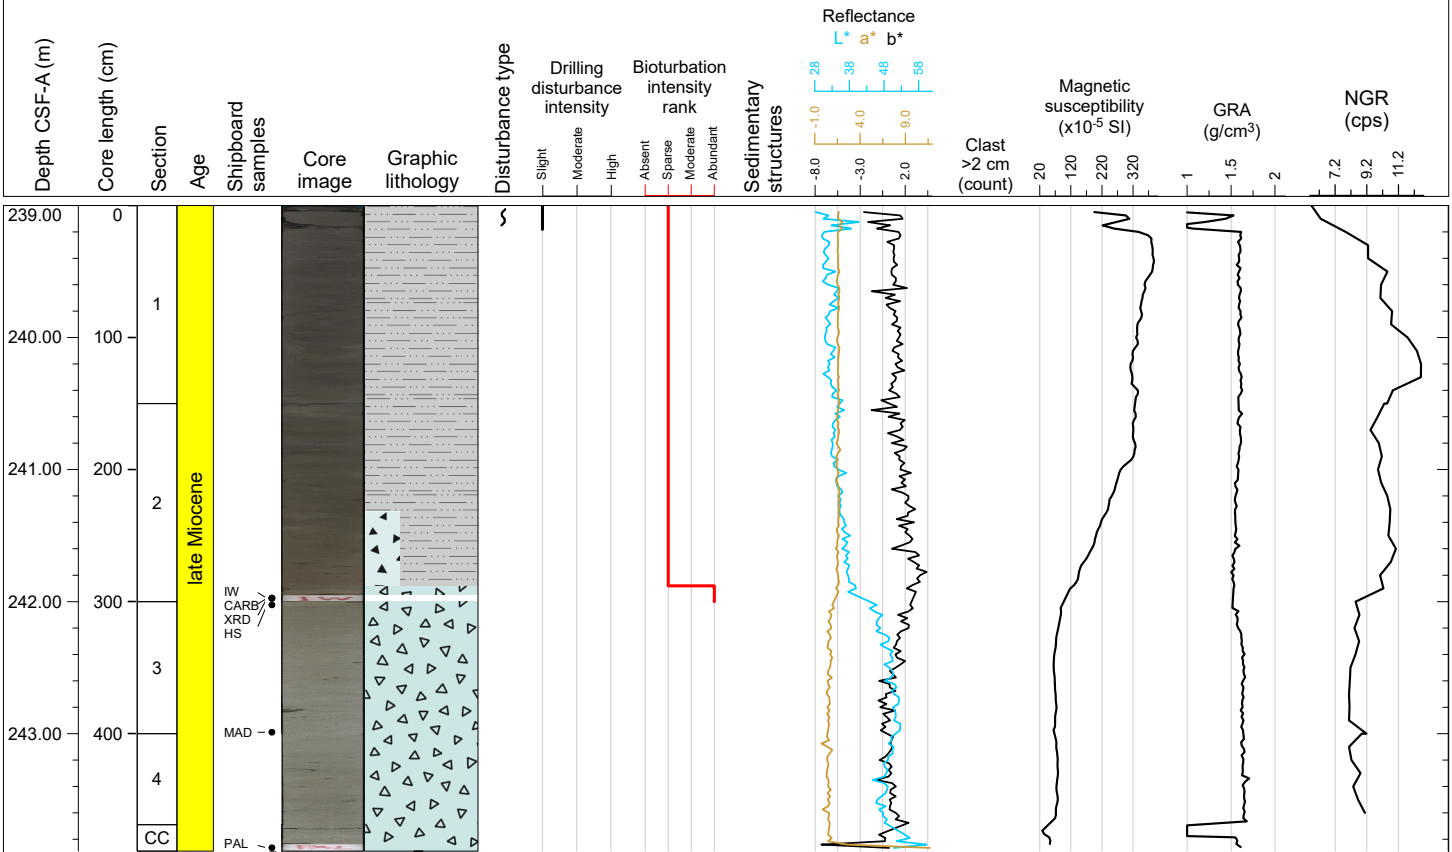 Depth CSF-A (m)
Core length (cm)
Section
Age
Shipboard
samples
Core
image
Graphic
lithology
Disturbance type
Drilling
disturbance
intensity
Slight
Moderate
High
Bioturbation
intensity
rank
Absent
Sparse
Moderate
Abundant
Sedimentary
structures
Reflectance
L* a* b*
28 38 48 58
-1.0 4.0 9.0
-8.0 -3.0 2.0
Clast
>2 cm
(count)
Magnetic
susceptibility
(x10-5 SI)
20 120 220 320
GRA
(g/cm3)
1 1.5 2
NGR
(cps)
7.2 9.2 11.2
239.00 0
1
240.00 100
241.00 200
2
late Miocene
IW
242.00 300 CARB
XRD
HS
3
243.00 400 MAD
4
CC
PAL